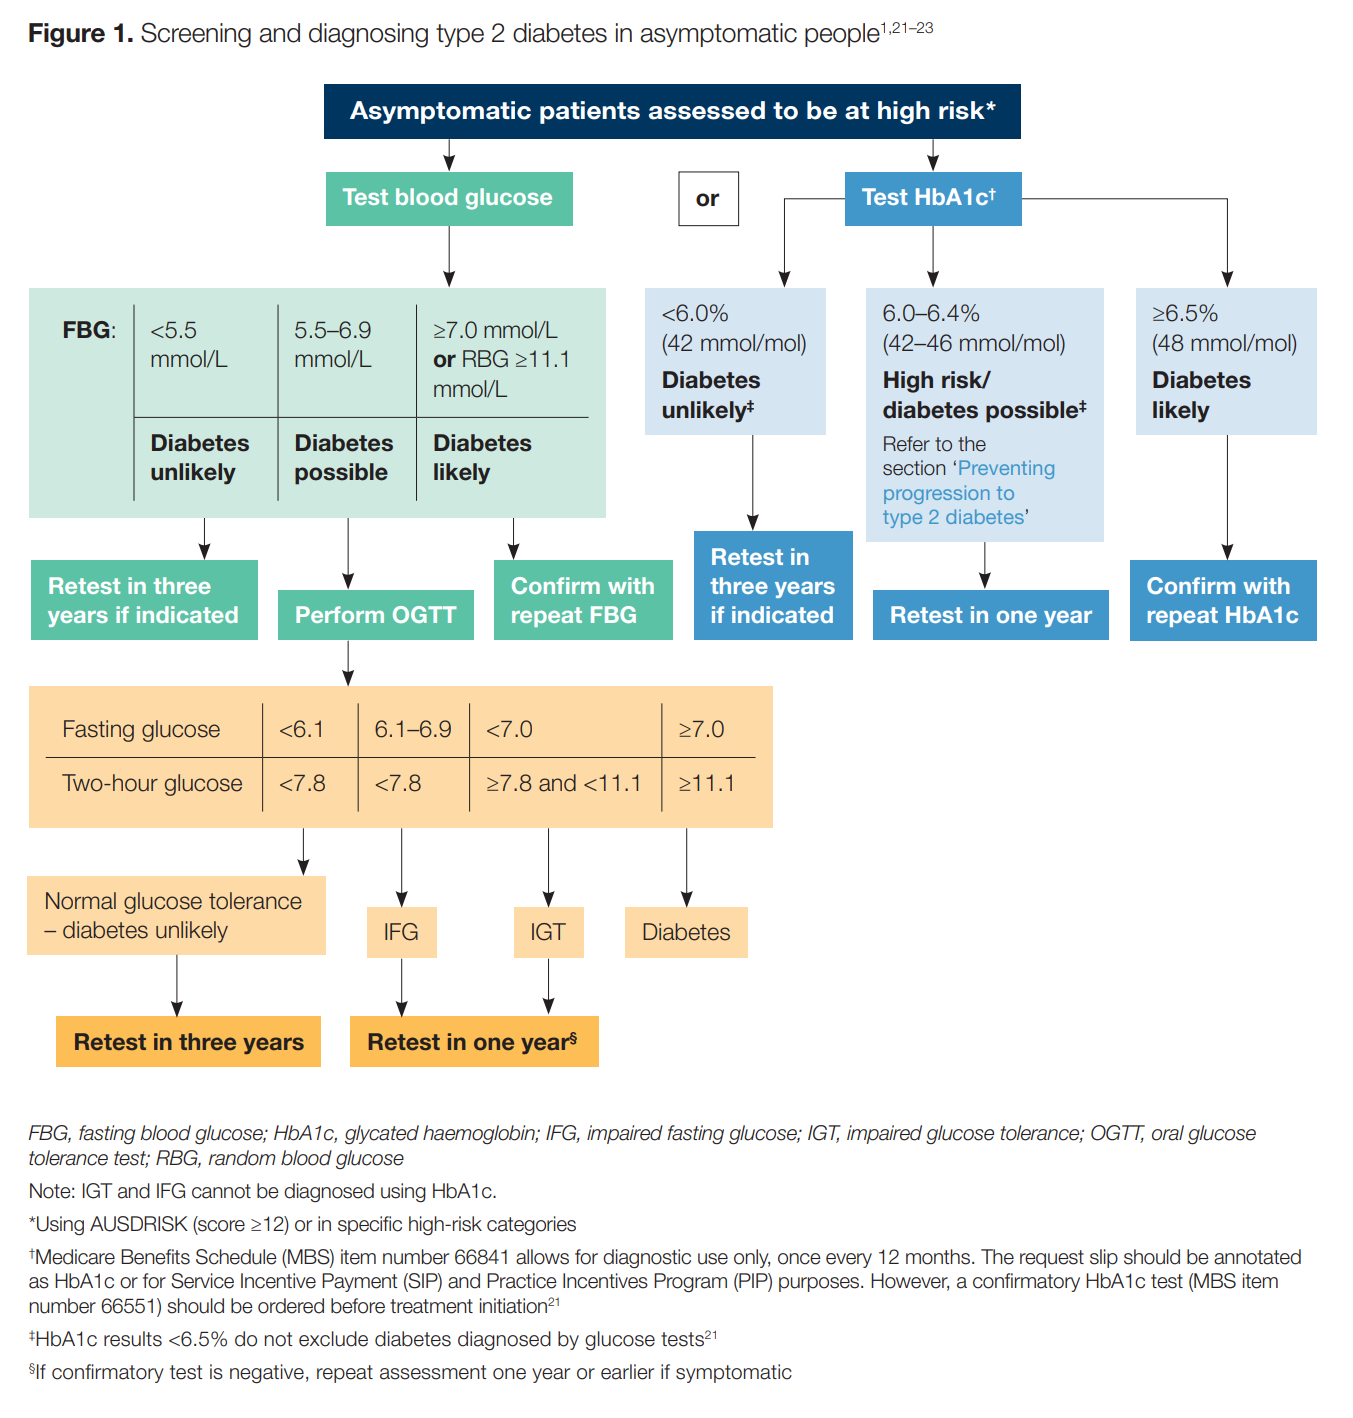 Figure 1. Screening and diagnosing type 2 diabetes in asymptomatic people1,21–23
Asymptomatic patients assessed to be at high risk*
Test blood glucose
or
Test HbA1c†
FBG:
<5.5
mmol/L
5.5–6.9
mmol/L
≥7.0 mmol/L
or RBG ≥11.1
mmol/L
Diabetes
unlikely
Diabetes
possible
Diabetes
likely
<6.0%
(42 mmol/mol)
Diabetes
unlikely‡
6.0–6.4%
(42–46 mmol/mol)
High risk/
diabetes possible‡
Refer to the
section ‘Preventing
progression to
type 2 diabetes’
≥6.5%
(48 mmol/mol)
Diabetes
likely
Retest in three
years if indicated
Perform OGTT
Confirm with
repeat FBG
Retest in
three years
if indicated
Retest in one year
Confirm with
repeat HbA1c
Fasting glucose <6.1 6.1–6.9 <7.0 ≥7.0
Two-hour glucose <7.8 <7.8 ≥7.8 and <11.1 ≥11.1
Normal glucose tolerance
– diabetes unlikely
IFG
IGT
Diabetes
Retest in three years
Retest in one year§
FBG, fasting blood glucose; HbA1c, glycated haemoglobin; IFG, impaired fasting glucose; IGT, impaired glucose tolerance; OGTT, oral glucose
tolerance test; RBG, random blood glucose
Note: IGT and IFG cannot be diagnosed using HbA1c.
*Using AUSDRISK (score ≥12) or in specific high-risk categories
†Medicare Benefits Schedule (MBS) item number 66841 allows for diagnostic use only, once every 12 months. The request slip should be annotated
as HbA1c or for Service Incentive Payment (SIP) and Practice Incentives Program (PIP) purposes. However, a confirmatory HbA1c test (MBS item
number 66551) should be ordered before treatment initiation21
‡HbA1c results <6.5% do not exclude diabetes diagnosed by glucose tests21
§If confirmatory test is negative, repeat assessment one year or earlier if symptomatic